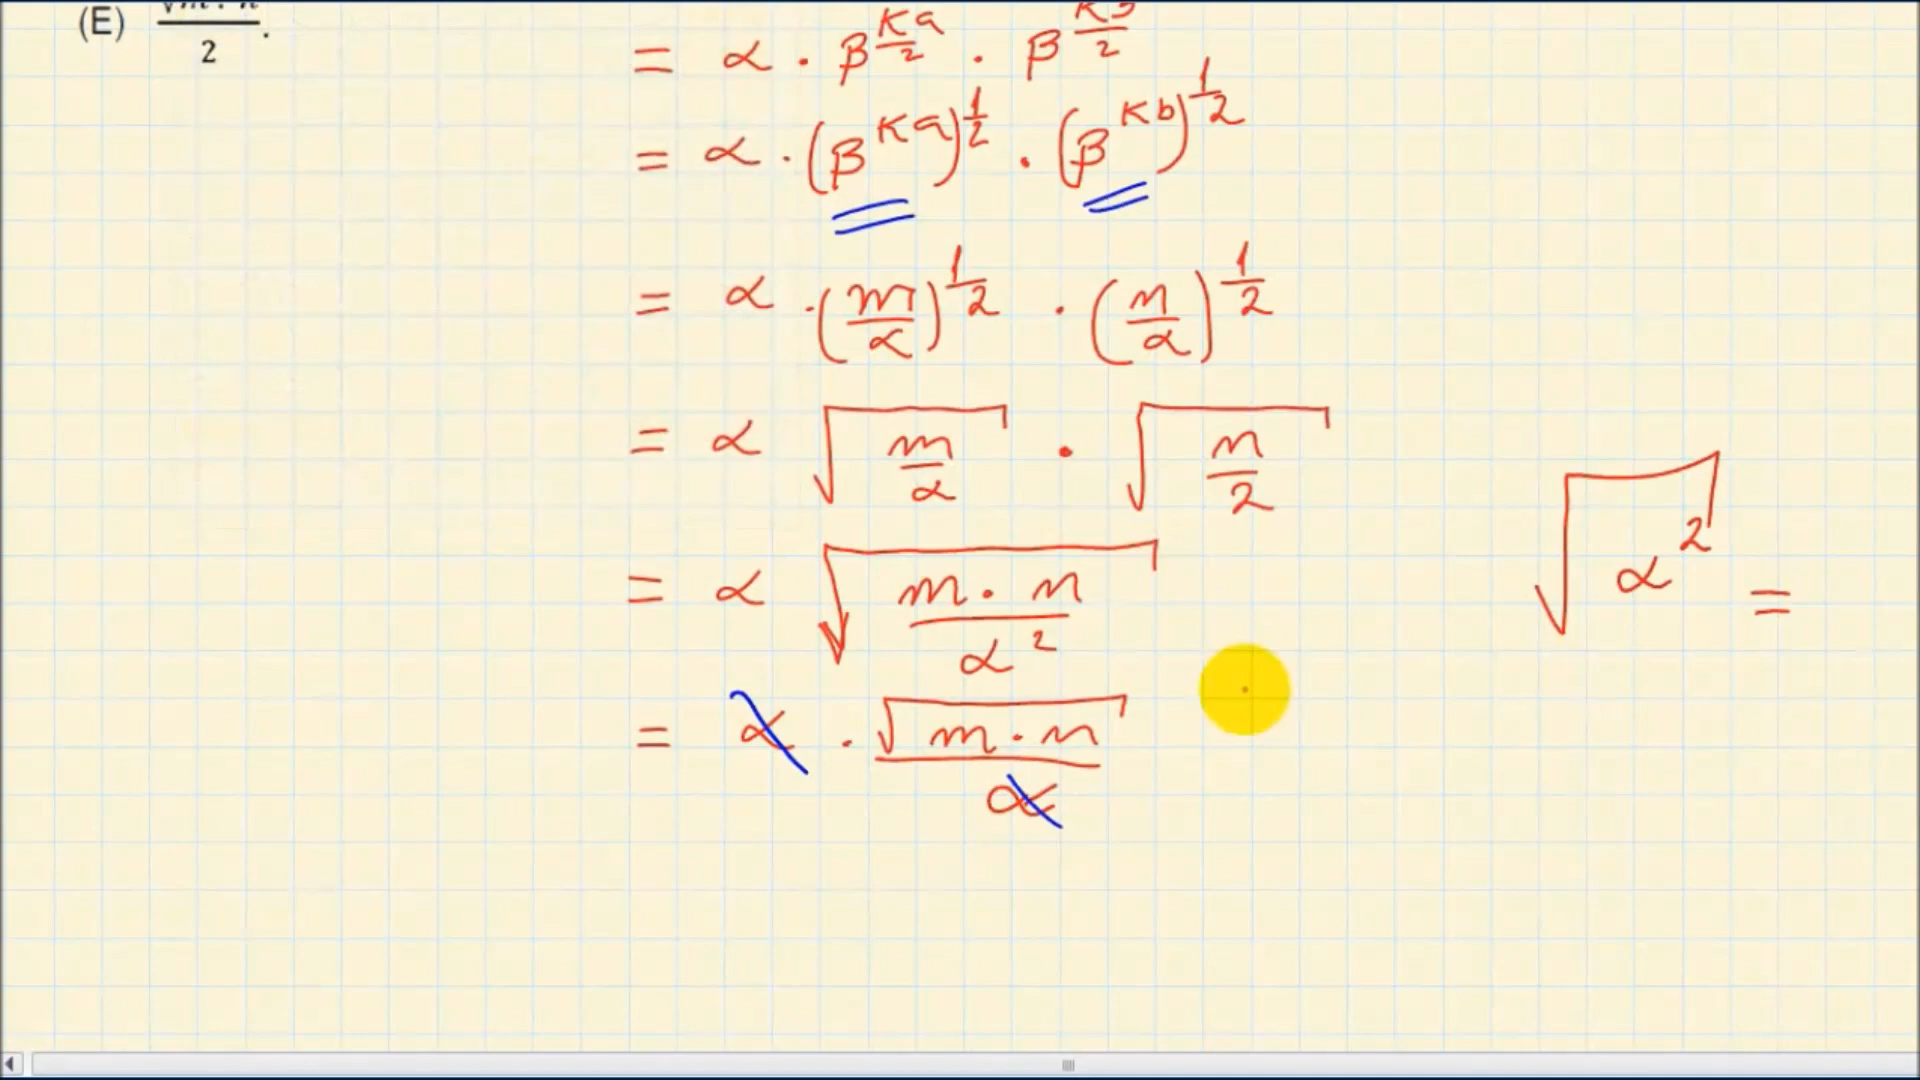 (E) √m·n/2.
= α · β^(Ka/2) · β^(Kb/2)
= α · (β^(Ka))^(1/2) · (β^(Kb))^(1/2)
= α · (m/α)^(1/2) · (n/α)^(1/2)
= α √(m/α) · √(n/2)
= α √(m·n/α²)
= α · √(m·n)/α
√(α²) =